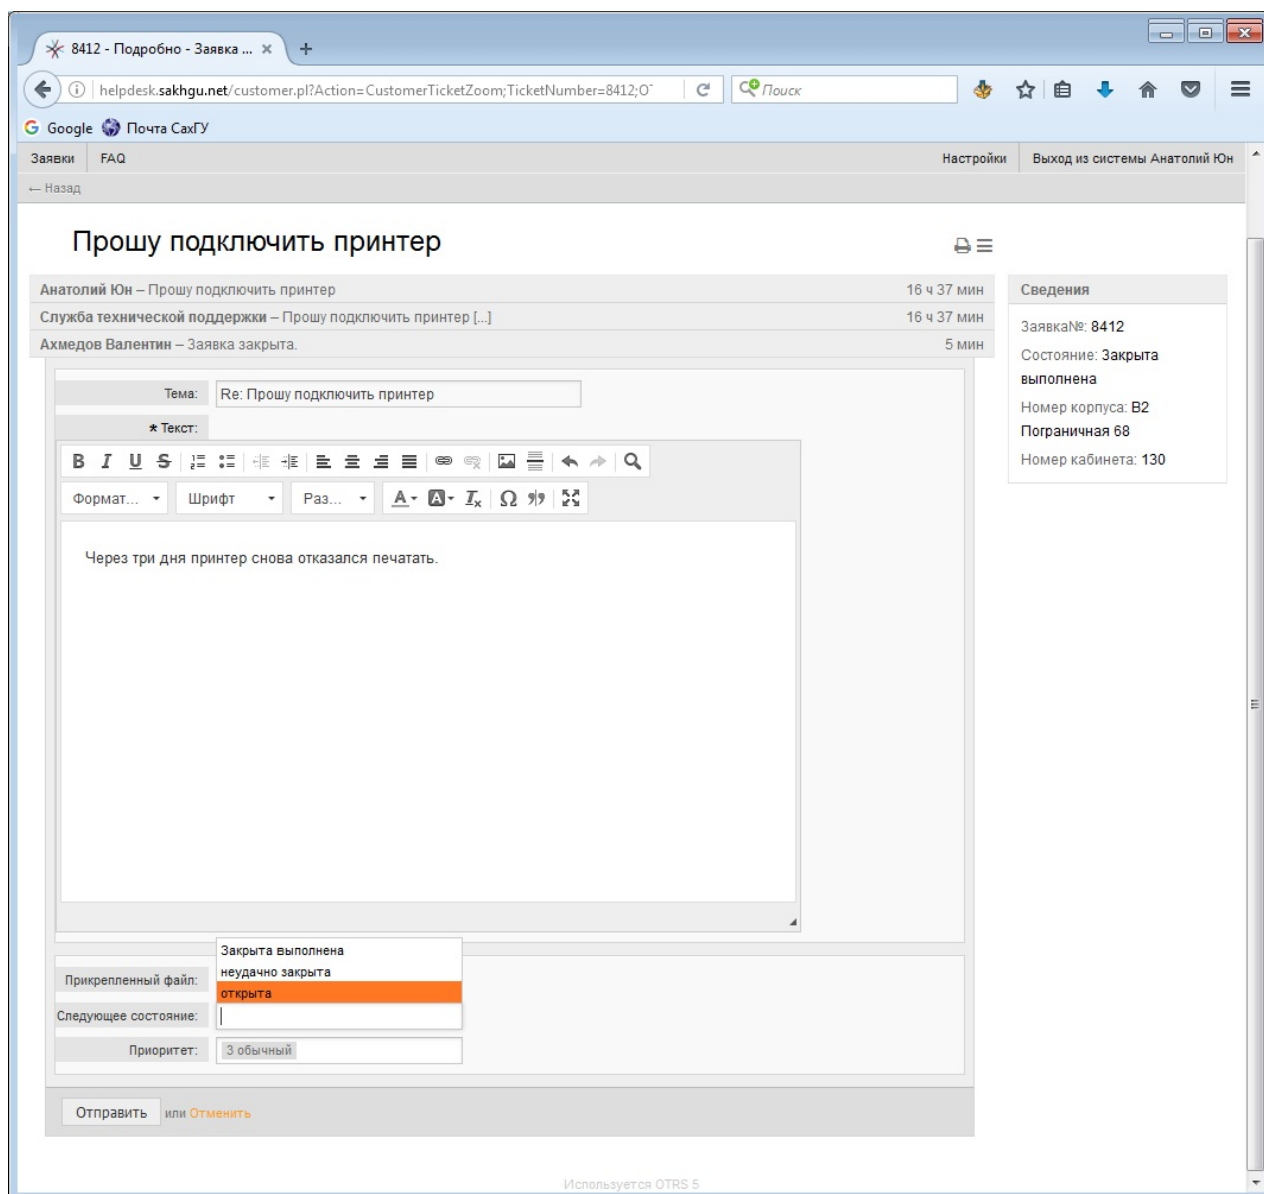 8412 - Подробно - Заявка ...
helpdesk.sakhgu.net/customer.pl?Action=CustomerTicketZoom;TicketNumber=8412;O
Поиск
Google Почта СахГУ
Заявки FAQ Настройки Выход из системы Анатолий Юн
← Назад
Прошу подключить принтер
Анатолий Юн – Прошу подключить принтер 16 ч 37 мин
Служба технической поддержки – Прошу подключить принтер [...] 16 ч 37 мин
Ахмедов Валентин – Заявка закрыта. 5 мин
Сведения
Заявка№: 8412
Состояние: Закрыта
выполнена
Номер корпуса: В2
Пограничная 68
Номер кабинета: 130
Тема: Re: Прошу подключить принтер
* Текст:
Формат... Шрифт Раз...
Через три дня принтер снова отказался печатать.
Закрыта выполнена
Прикрепленный файл: неудачно закрыта
открыта
Следующее состояние:
Приоритет: 3 обычный
Отправить или Отменить
Используется OTRS 5